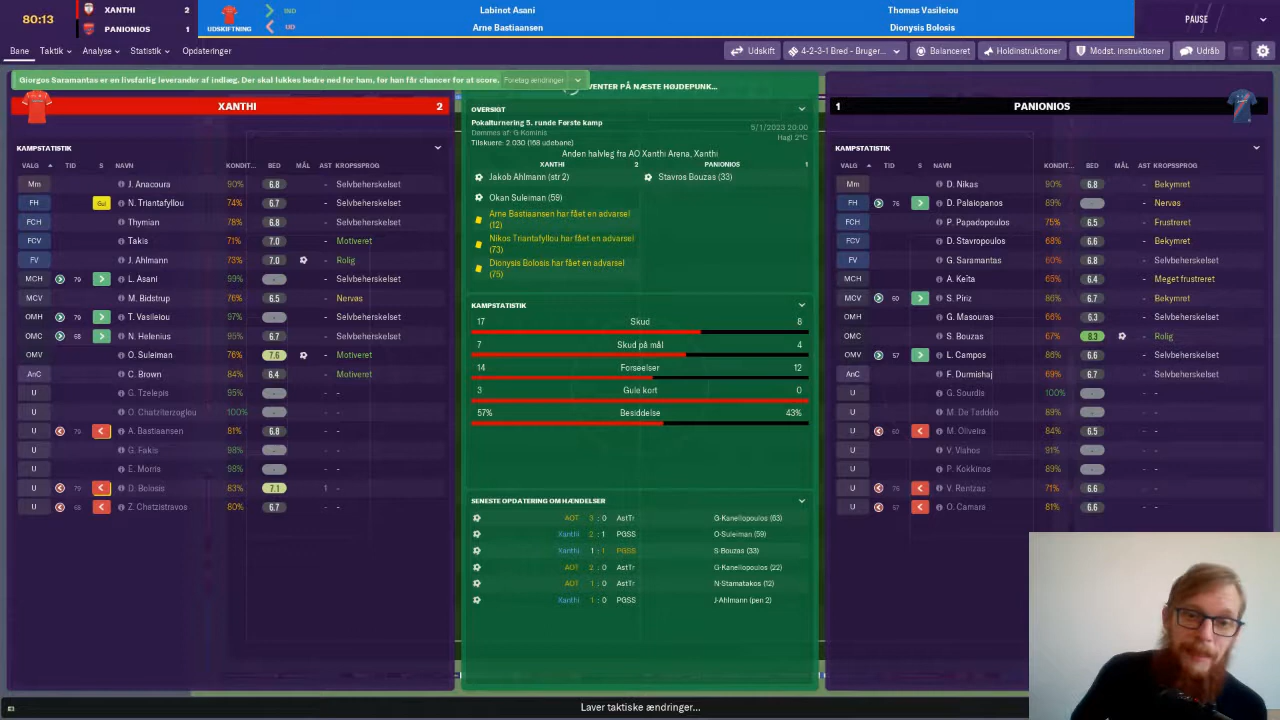 80:13
XANTHI 2
PANIONIOS 1
UDSKIFTNING
IND
UD
Labinot Asani
Arne Bastiaansen
Thomas Vasileiou
Dionysis Bolosis
PAUSE
Bane Taktik Analyse Statistik Opdateringer
Udskift 4-2-3-1 Bred - Bruger... Balanceret Holdinstruktioner Modst. instruktioner Udråb
Giorgos Saramantas er en livsfarlig leverandør af indlæg. Der skal lukkes bedre ned for ham, før han får chancer for at score. Foretag ændringer
VENTER PÅ NÆSTE HØJDEPUNK...
XANTHI 2
KAMPSTATISTIK
VALG TID S NAVN KONDIT... BED MÅL AST KROPSSPROG
Mm J. Anacoura 90% 6.8 - Selvbeherskelset
FH Gul N. Triantafyllou 74% 6.7 - Selvbeherskelset
FCH Thymian 78% 6.8 - Selvbeherskelset
FCV Takis 71% 7.0 - Motiveret
FV J. Ahlmann 73% 7.0 - Rolig
MCH 79 L. Asani 99% - - Selvbeherskelset
MCV M. Bidstrup 76% 6.5 - Nervøs
OMH 79 T. Vasileiou 97% - - Selvbeherskelset
OMC 68 N. Helenius 95% 6.7 - Selvbeherskelset
OMV O. Suleiman 76% 7.6 - Motiveret
AnC C. Brown 84% 6.4 - Motiveret
U G. Tzelepis 95% - - -
U O. Chatziterzoglou 100% - - -
U 79 A. Bastiaansen 81% 6.8 - -
U G. Fakis 98% - - -
U E. Morris 98% - - -
U 79 D. Bolosis 83% 7.1 1 -
U 68 Z. Chatzistravos 80% 6.7 - -
OVERSIGT
Pokalturnering 5. runde Første kamp
Dømmes af: G Kominis
Tilskuere: 2.030 (168 udebane)
5/1/2023 20:00
Hagl 2°C
Anden halvleg fra AO Xanthi Arena, Xanthi
XANTHI 2 PANIONIOS 1
Jakob Ahlmann (str 2) Stavros Bouzas (33)
Okan Suleiman (59)
Arne Bastiaansen har fået en advarsel
(12)
Nikos Triantafyllou har fået en advarsel
(73)
Dionysis Bolosis har fået en advarsel
(75)
KAMPSTATISTIK
17 Skud 8
7 Skud på mål 4
14 Forseelser 12
3 Gule kort 0
57% Besiddelse 43%
SENESTE OPDATERING OM HÆNDELSER
AOT 3 : 0 AstTr G-Kanellopoulos (63)
Xanthi 2 : 1 PGSS O-Suleiman (59)
Xanthi 1 : 1 PGSS S-Bouzas (33)
AOT 2 : 0 AstTr G-Kanellopoulos (22)
AOT 1 : 0 AstTr N-Stamatakos (12)
Xanthi 1 : 0 PGSS J-Ahlmann (pen 2)
1 PANIONIOS
KAMPSTATISTIK
VALG TID S NAVN KONDIT... BED MÅL AST KROPSSPROG
Mm D. Nikas 90% 6.8 - Bekymret
FH 76 D. Palaiopanos 89% - - Nervøs
FCH P. Papadopoulos 75% 6.5 - Frustreret
FCV D. Stavropoulos 68% 6.6 - Bekymret
FV G. Saramantas 60% 6.8 - Selvbeherskelset
MCH A. Keïta 65% 6.4 - Meget frustreret
MCV 60 S. Piriz 86% 6.7 - Bekymret
OMH G. Masouras 66% 6.3 - Selvbeherskelset
OMC S. Bouzas 67% 8.3 - Rolig
OMV 57 L. Campos 88% 6.6 - Selvbeherskelset
AnC F. Durmishaj 69% 6.7 - Selvbeherskelset
U G. Sourdis 100% - - -
U M. De Taddéo 89% - - -
U 60 M. Oliveira 84% 6.5 - -
U V. Vlahos 91% - - -
U P. Kokkinos 89% - - -
U 76 V. Rentzas 71% 6.6 - -
U 57 O. Camara 81% 6.6 - -
Laver taktiske ændringer...